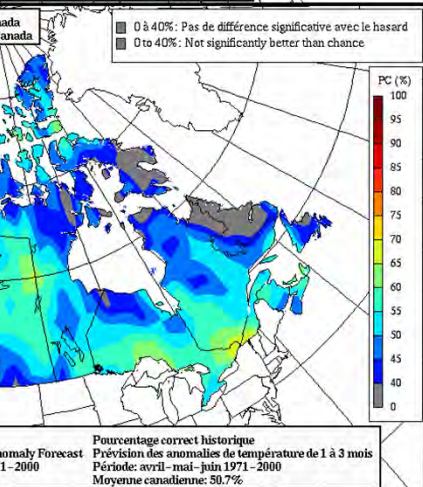 nada
anada
0 à 40%: Pas de différence significative avec le hasard
0 to 40%: Not significantly better than chance
PC (%)
100
95
90
85
80
75
70
65
60
55
50
45
40
0
Pourcentage correct historique
nomaly Forecast Prévision des anomalies de température de 1 à 3 mois
1-2000 Période: avril-mai-juin 1971-2000
Moyenne canadienne: 50.7%